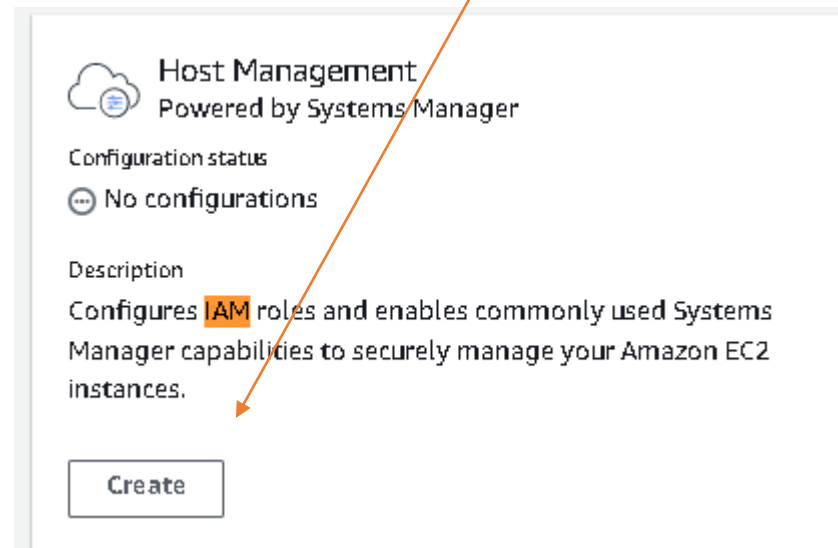 Host Management
Powered by Systems Manager
Configuration status
No configurations
Description
Configures IAM roles and enables commonly used Systems
Manager capabilities to securely manage your Amazon EC2
instances.
Create